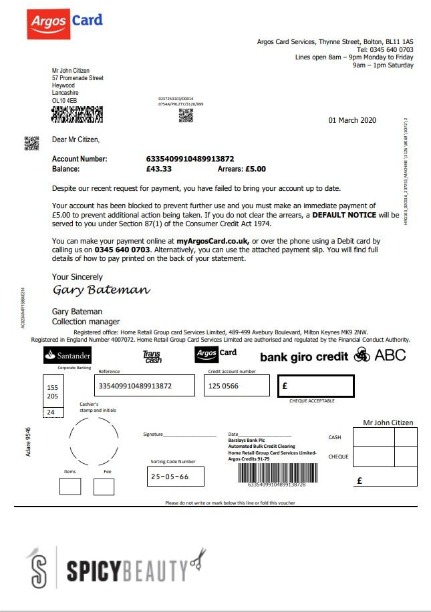 Argos Card
Argos Card Services, Thynne Street, Bolton, BL11 1AS
Tel: 0345 640 0703
Lines open 8am – 9pm Monday to Friday
9am – 1pm Saturday
Mr John Citizen
57 Promenade Street
Heywood
Lancashire
OL10 4EB
01 March 2020
Dear Mr Citizen,
Account Number: 6335409910489913872
Balance: £43.33 Arrears: £5.00
Despite our recent request for payment, you have failed to bring your account up to date.
Your account has been blocked to prevent further use and you must make an immediate payment of
£5.00 to prevent additional action being taken. If you do not clear the arrears, a DEFAULT NOTICE will be
served to you under Section 87(1) of the Consumer Credit Act 1974.
You can make your payment online at myArgosCard.co.uk, or over the phone using a Debit card by
calling us on 0345 640 0703. Alternatively, you can use the attached payment slip. You will find full
details of how to pay printed on the back of your statement.
Your Sincerely
Gary Bateman
Gary Bateman
Collection manager
Registered office: Home Retail Group card Services Limited, 489-499 Avebury Boulevard, Milton Keynes MK9 2NW.
Registered in England Number 4007072. Home Retail Group Card Services Limited are authorised and regulated by the Financial Conduct Authority.
Santander Trans cash Argos Card bank giro credit ABC
Corporate Banking
Reference Credit account number
155
205
24
335409910489913872 125 0566 £
CHEQUE ACCEPTABLE
Cashier's
stamp and initials
Mr John Citizen
Signature Date
Barclays Bank Plc
Automated Bulk Credit Clearing
Home Retail Group Card Services Limited-
Argos Credits 91-75
CASH
CHEQUE
Sorting Code Number
25-05-66
Items Fee
£
Please do not write or mark below this line or fold this voucher
SPICYBEAUTY